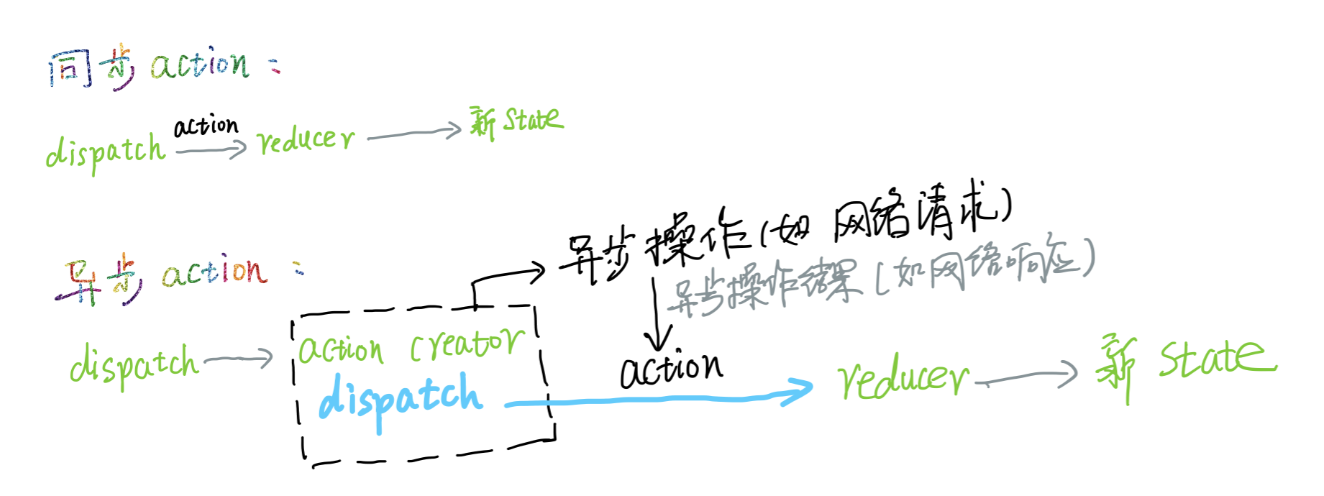 同步 action：
dispatch action reducer 新 State
异步操作(如 网络请求)
异步 action：
异步操作结果(如网络响应)
action creator
dispatch action reducer 新 State
dispatch